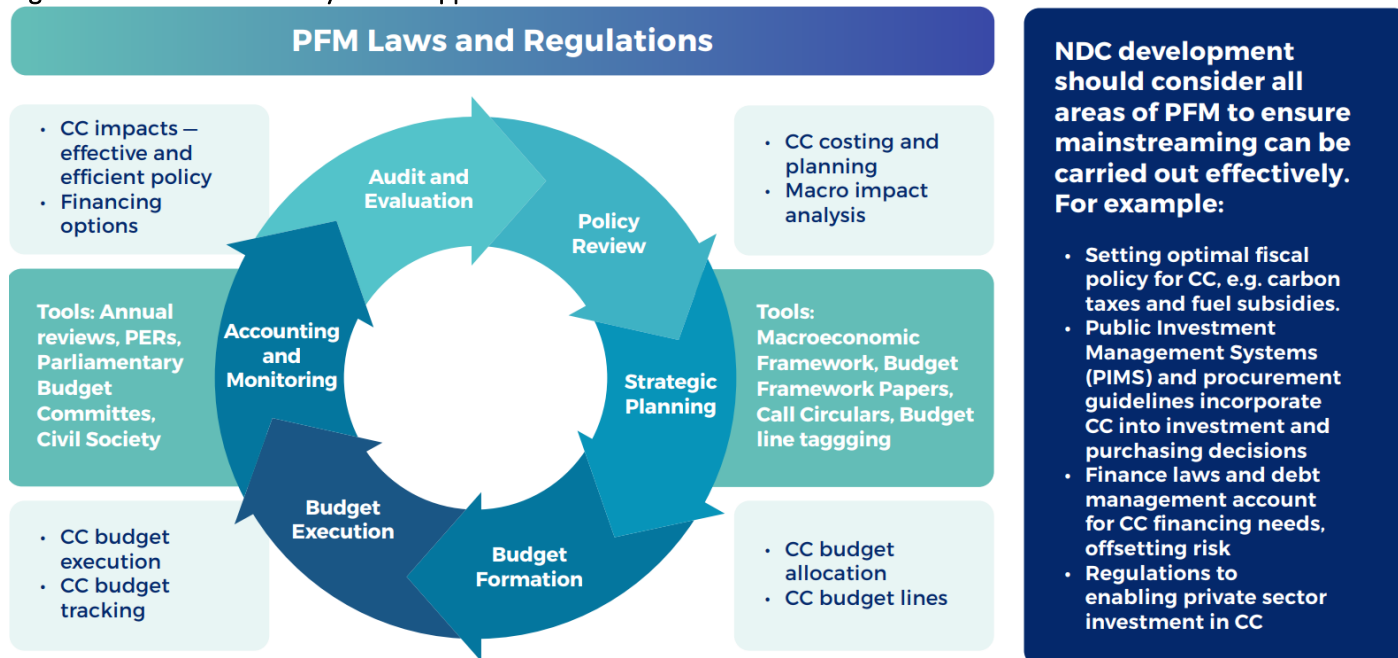 PFM Laws and Regulations
• CC impacts —
effective and
efficient policy
• Financing
options
Tools: Annual
reviews, PERs,
Parliamentary
Budget
Committes,
Civil Society
• CC budget
execution
• CC budget
tracking
Audit and
Evaluation
Policy
Review
Strategic
Planning
Budget
Formation
Budget
Execution
Accounting
and
Monitoring
• CC costing and
planning
• Macro impact
analysis
Tools:
Macroeconomic
Framework, Budget
Framework Papers,
Call Circulars, Budget
line taggging
• CC budget
allocation
• CC budget lines
NDC development
should consider all
areas of PFM to ensure
mainstreaming can be
carried out effectively.
For example:
• Setting optimal fiscal
policy for CC, e.g. carbon
taxes and fuel subsidies.
• Public Investment
Management Systems
(PIMS) and procurement
guidelines incorporate
CC into investment and
purchasing decisions
• Finance laws and debt
management account
for CC financing needs,
offsetting risk
• Regulations to
enabling private sector
investment in CC